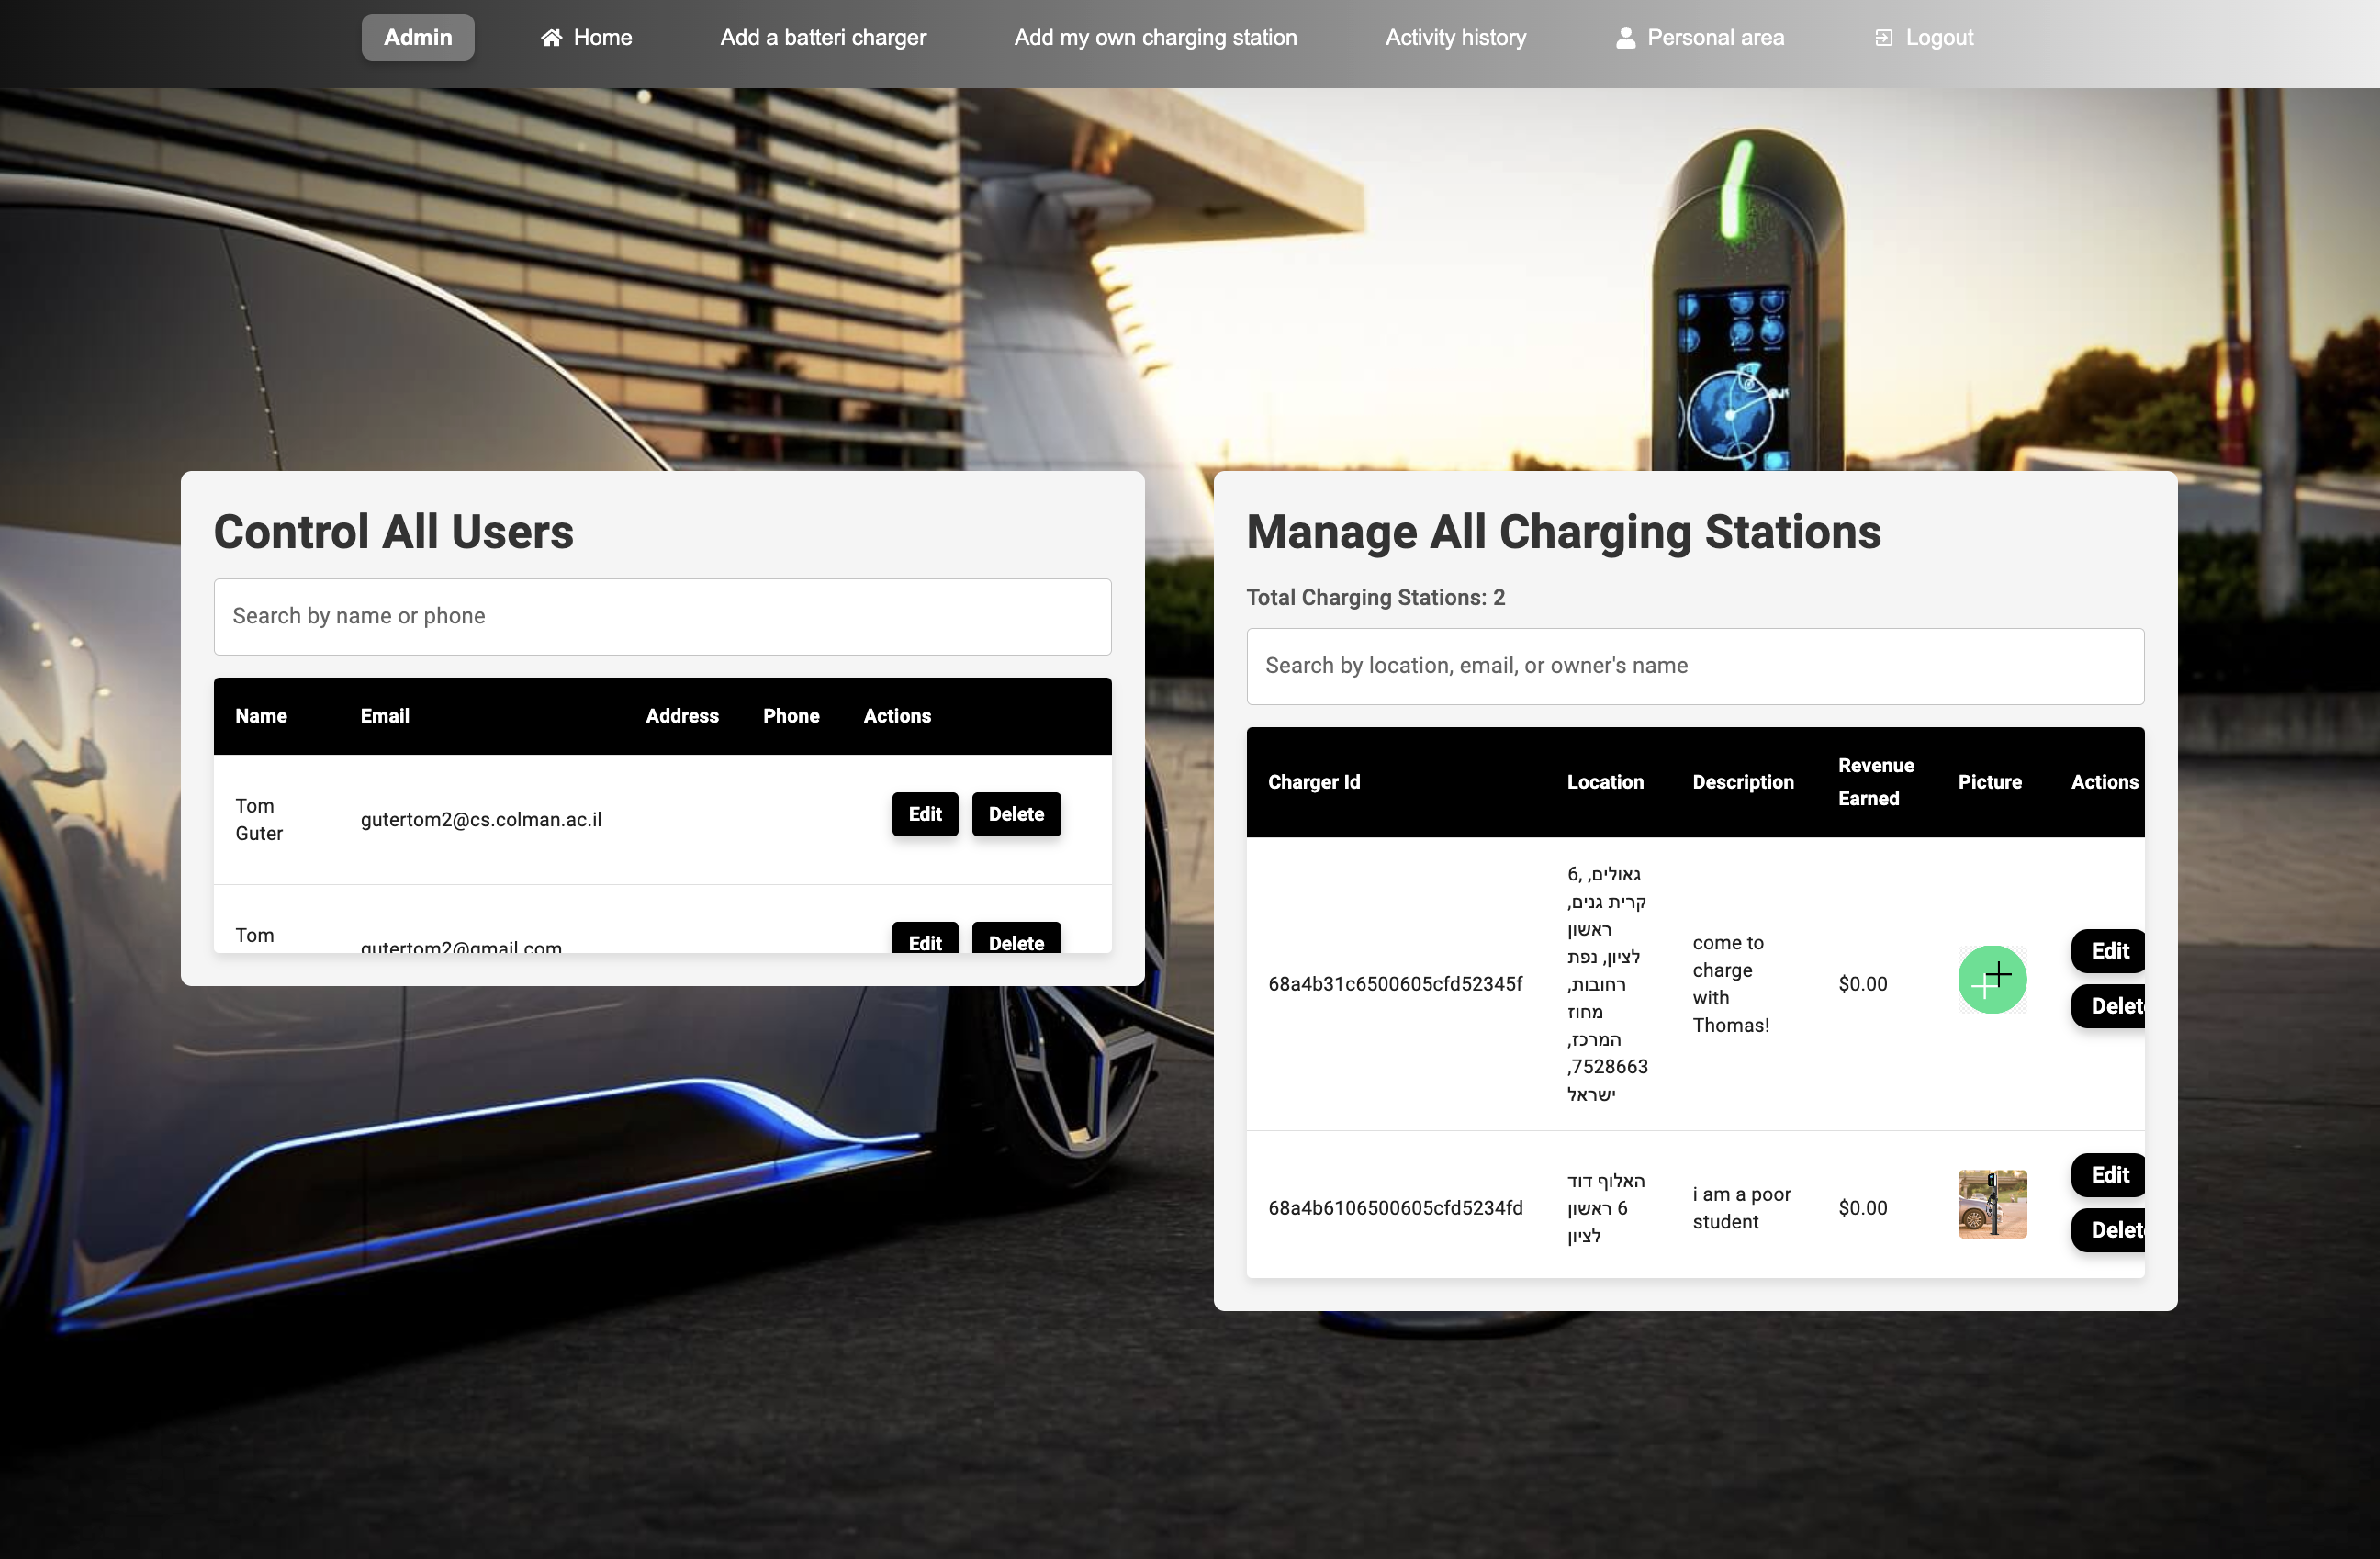 Admin
Home
Add a batteri charger
Add my own charging station
Activity history
Personal area
Logout
Control All Users
Search by name or phone
Name Email Address Phone Actions
Tom
Guter
gutertom2@cs.colman.ac.il
Edit Delete
Tom
gutertom2@gmail.com
Edit Delete
Manage All Charging Stations
Total Charging Stations: 2
Search by location, email, or owner's name
Charger Id Location Description
Revenue
Earned
Picture Actions
68a4b31c6500605cfd52345f
גאולים, ,6
קרית גנים,
ראשון
לציון, נפת
רחובות,
מחוז
המרכז,
7528663,
ישראל
come to
charge
with
Thomas!
$0.00
Edit
Delete
68a4b6106500605cfd5234fd
האלוף דוד
6 ראשון
לציון
i am a poor
student
$0.00
Edit
Delete